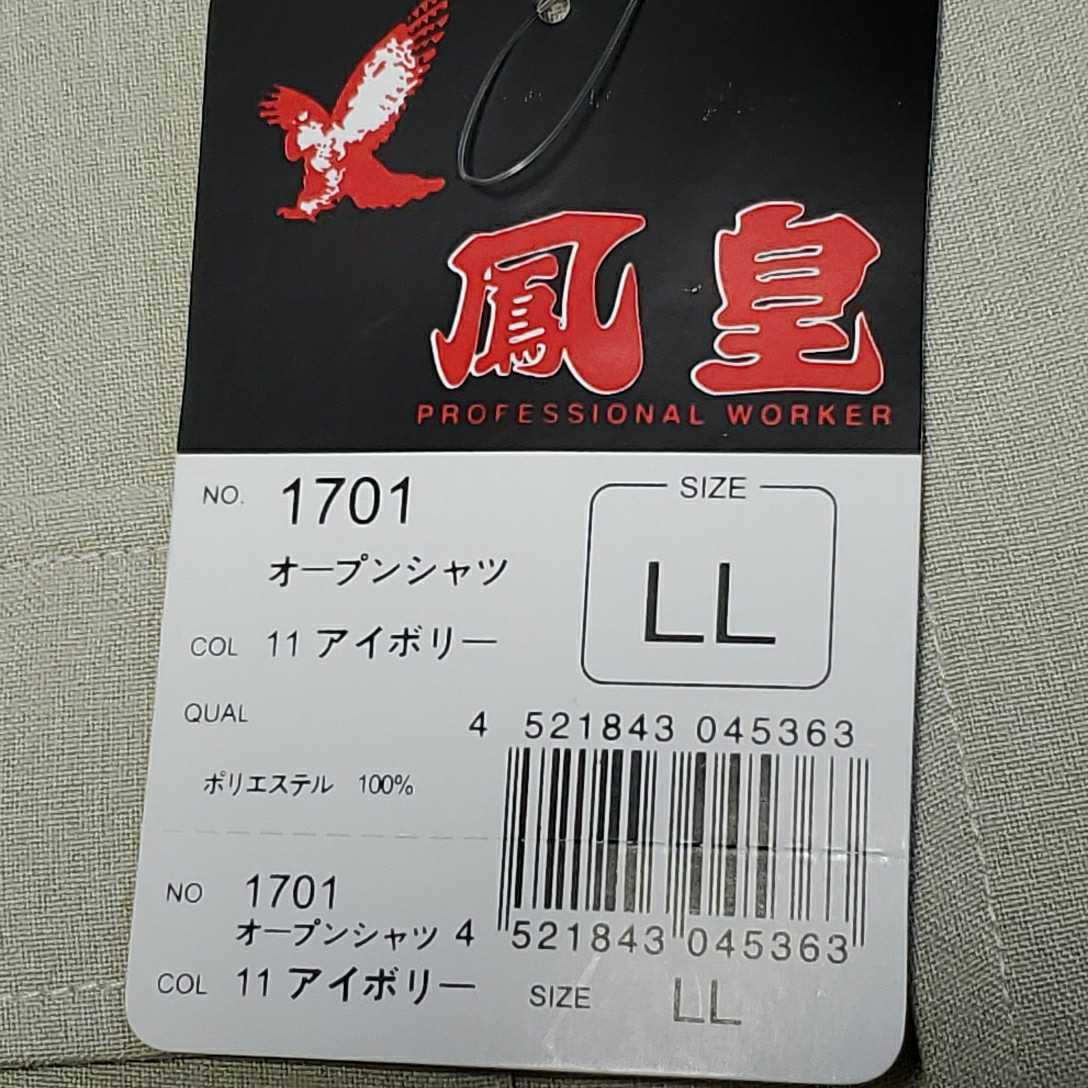 鳳皇
PROFESSIONAL WORKER
NO. 1701
オープンシャツ
COL 11 アイボリー
SIZE
LL
QUAL
ポリエステル 100%
4 521843 045363
NO 1701
オープンシャツ
COL 11 アイボリー
4 521843 045363
SIZE LL